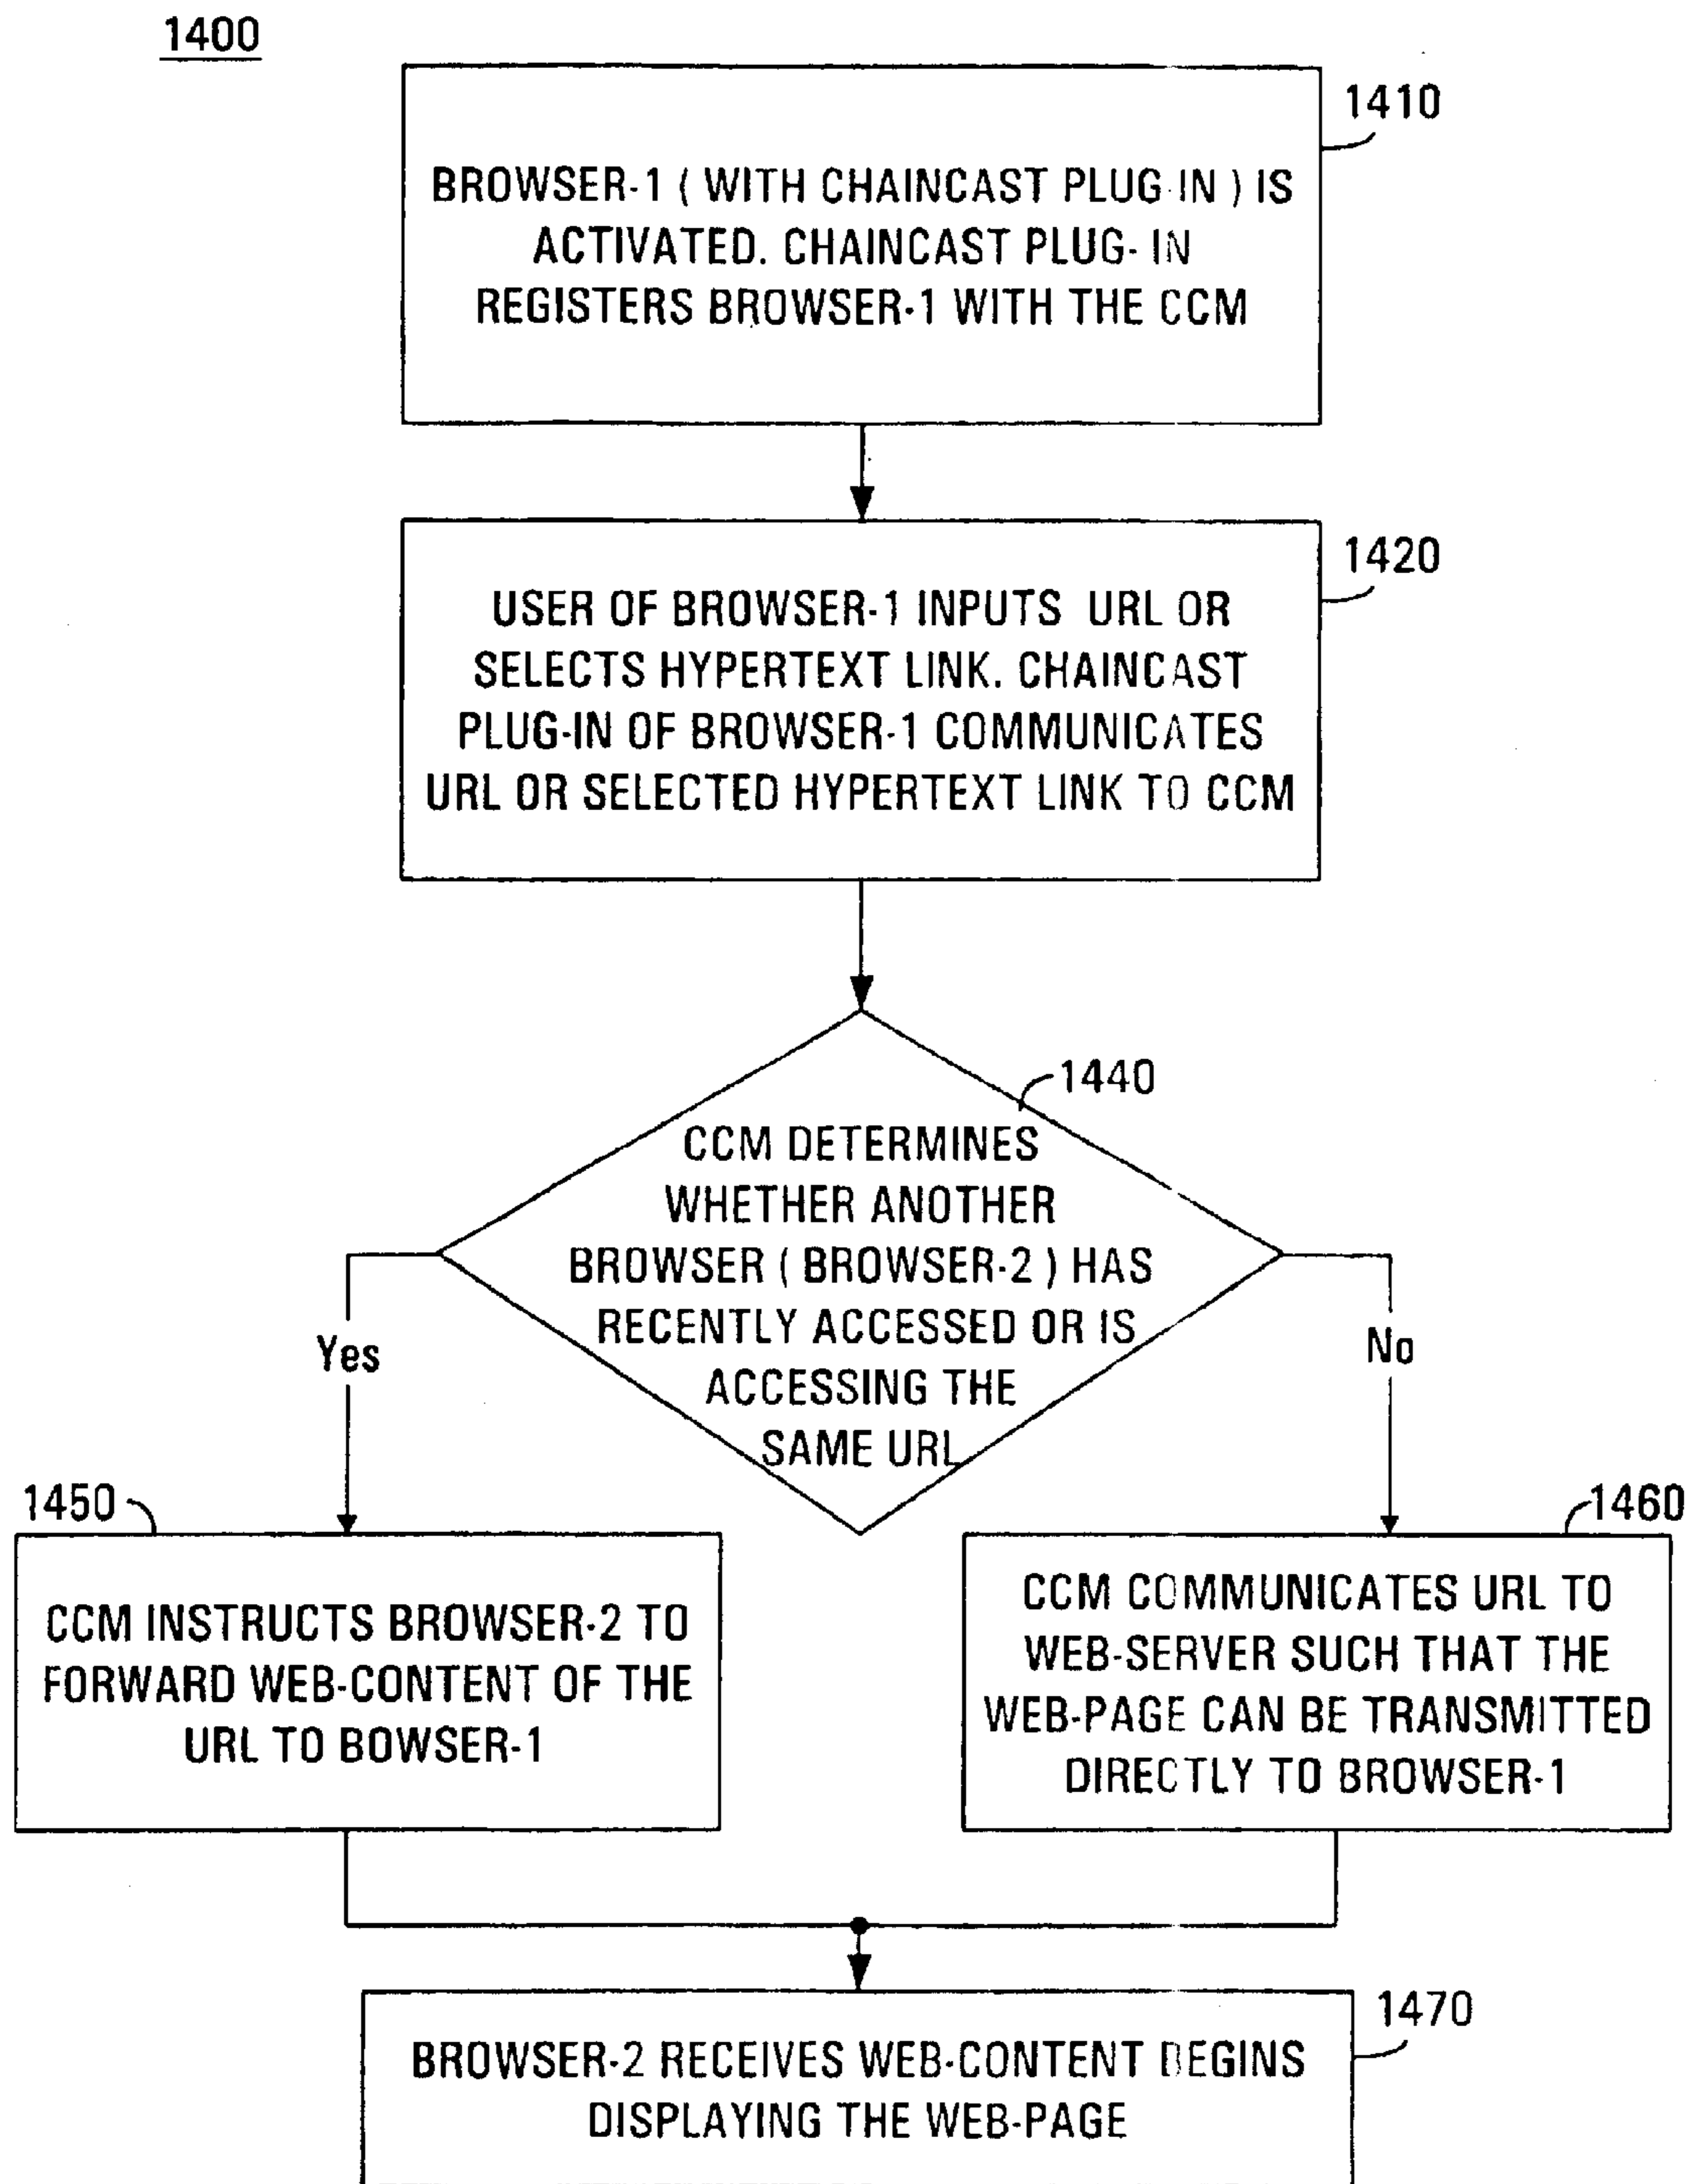 1400
1410
BROWSER-1 ( WITH CHAINCAST PLUG-IN ) IS
ACTIVATED. CHAINCAST PLUG-IN
REGISTERS BROWSER-1 WITH THE CCM
1420
USER OF BROWSER-1 INPUTS URL OR
SELECTS HYPERTEXT LINK. CHAINCAST
PLUG-IN OF BROWSER-1 COMMUNICATES
URL OR SELECTED HYPERTEXT LINK TO CCM
1440
CCM DETERMINES
WHETHER ANOTHER
BROWSER ( BROWSER-2 ) HAS
RECENTLY ACCESSED OR IS
ACCESSING THE
SAME URL
Yes
No
1450
CCM INSTRUCTS BROWSER-2 TO
FORWARD WEB-CONTENT OF THE
URL TO BOWSER-1
1460
CCM COMMUNICATES URL TO
WEB-SERVER SUCH THAT THE
WEB-PAGE CAN BE TRANSMITTED
DIRECTLY TO BROWSER-1
1470
BROWSER-2 RECEIVES WEB-CONTENT BEGINS
DISPLAYING THE WEB-PAGE